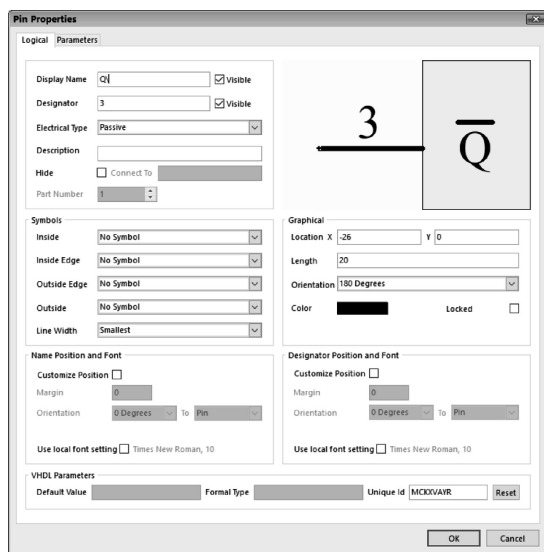 Pin Properties
Logical Parameters
Display Name Q\ Visible
Designator 3 Visible
Electrical Type Passive
Description
Hide Connect To
Part Number 1
3
Q
Symbols
Inside No Symbol
Inside Edge No Symbol
Outside Edge No Symbol
Outside No Symbol
Line Width Smallest
Graphical
Location X -26 Y 0
Length 20
Orientation 180 Degrees
Color Locked
Name Position and Font
Customize Position
Margin 0
Orientation 0 Degrees To Pin
Use local font setting Times New Roman, 10
Designator Position and Font
Customize Position
Margin 0
Orientation 0 Degrees To Pin
Use local font setting Times New Roman, 10
VHDL Parameters
Default Value Formal Type Unique Id MCKXVAYR Reset
OK Cancel